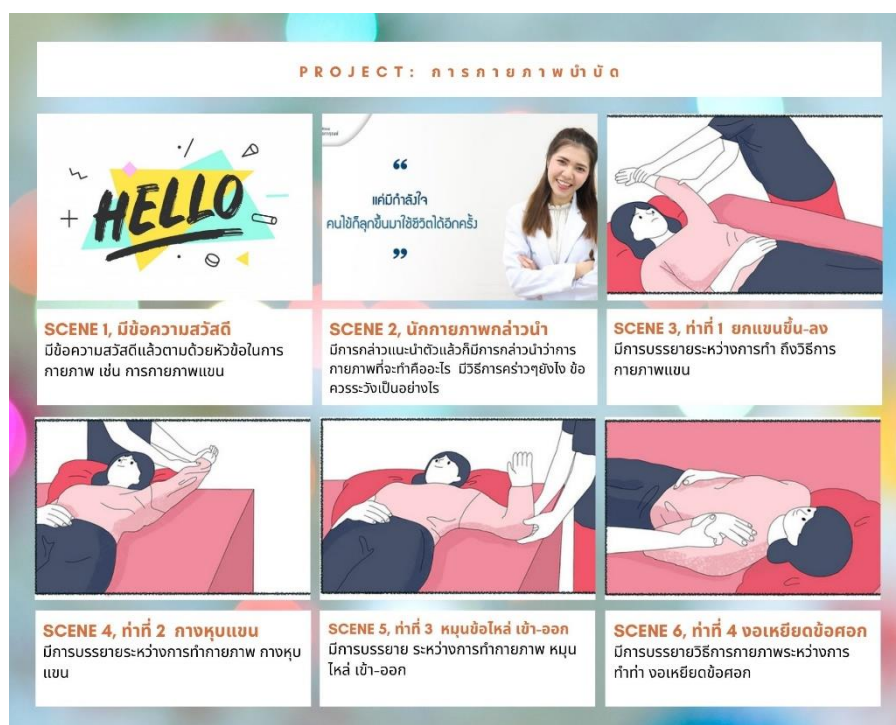 PROJECT: การกายภาพบำบัด
HELLO
“
แค่มีกำลังใจ
คนไข้ก็ลุกขึ้นมาใช้ชีวิตได้อีกครั้ง
”
SCENE 1, มีข้อความสวัสดี
มีข้อความสวัสดีแล้วตามด้วยหัวข้อในการ
กายภาพ เช่น การกายภาพแขน
SCENE 2, นักกายภาพกล่าวนำ
มีการกล่าวแนะนำตัวแล้วก็มีการกล่าวนำว่าการ
กายภาพที่จะทำคืออะไร มีวิธีการคร่าวๆยังไง ข้อ
ควรระวังเป็นอย่างไร
SCENE 3, ท่าที่ 1 ยกแขนขึ้น-ลง
มีการบรรยายระหว่างการทำ ถึงวิธีการ
กายภาพแขน
SCENE 4, ท่าที่ 2 กางหุบแขน
มีการบรรยายระหว่างการทำกายภาพ กางหุบ
แขน
SCENE 5, ท่าที่ 3 หมุนข้อไหล่ เข้า-ออก
มีการบรรยาย ระหว่างการทำกายภาพ หมุน
ไหล่ เข้า-ออก
SCENE 6, ท่าที่ 4 งอเหยียดข้อศอก
มีการบรรยายวิธีการกายภาพระหว่างการ
ทำท่า งอเหยียดข้อศอก